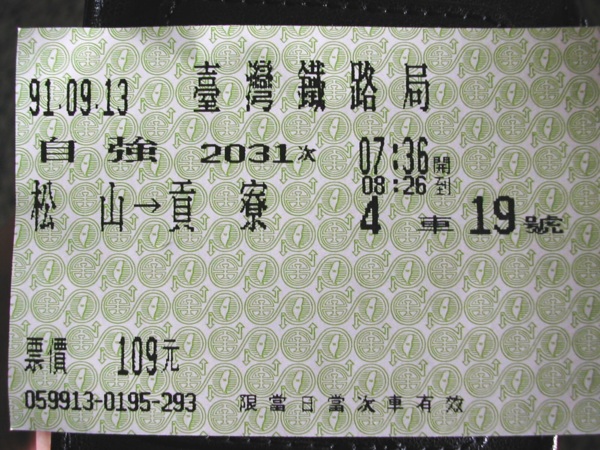 91.09.13 臺灣鐵路局
自強 2031次 07:36開
08:26到
松山→貢寮 4車19號
票價 109元
059913-0195-293 限當日當次車有效